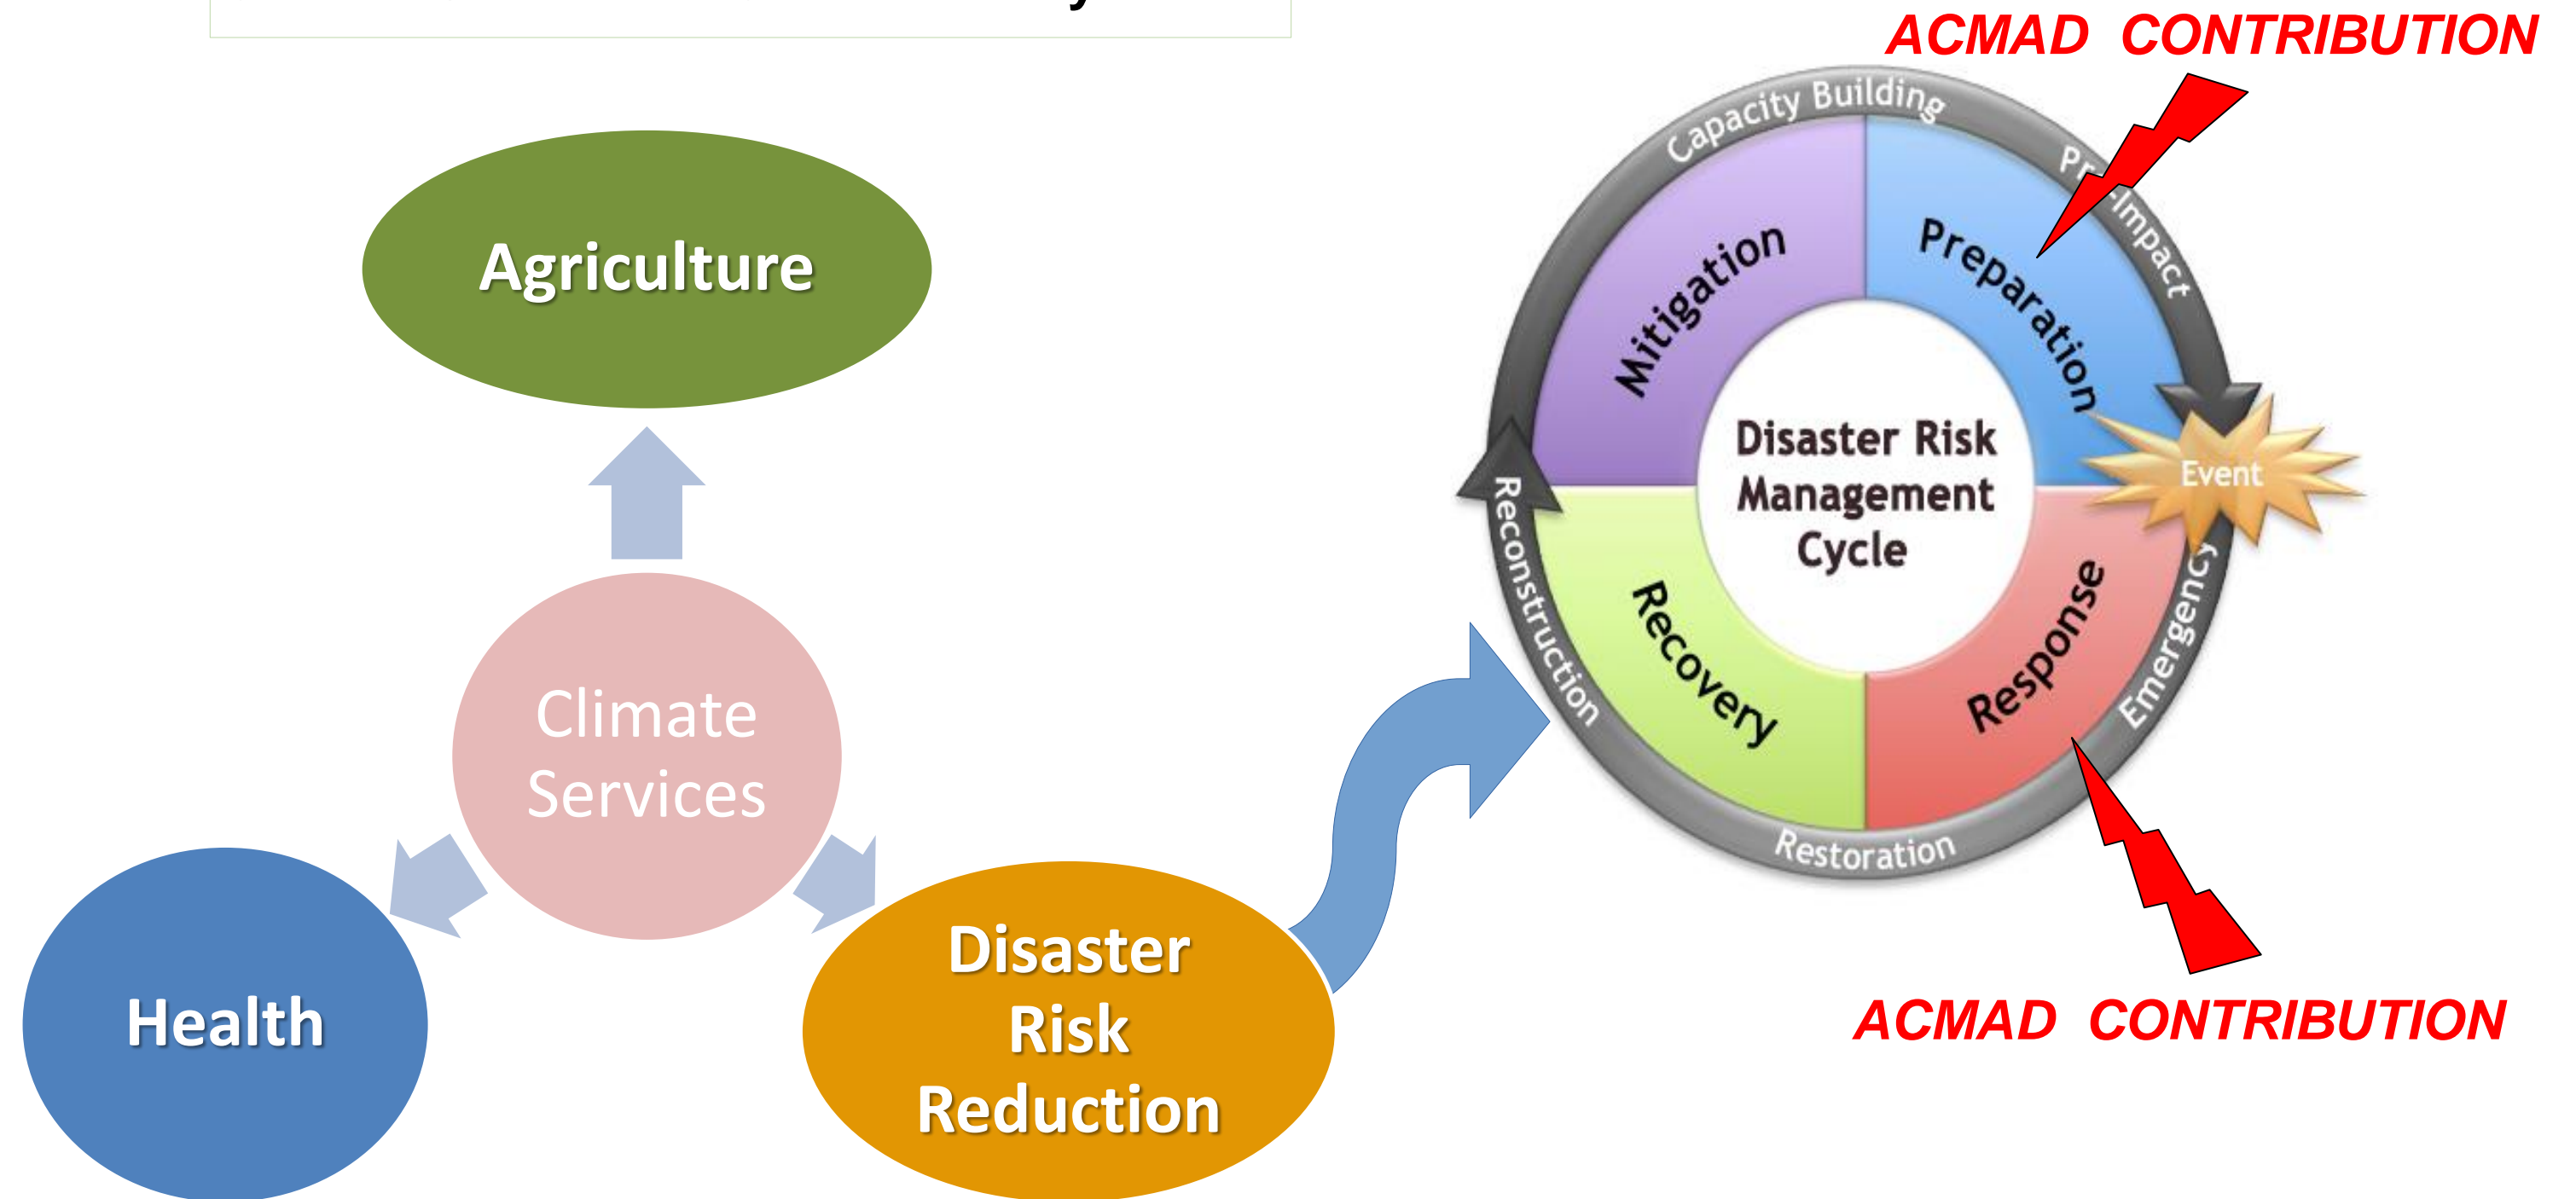 ACMAD CONTRIBUTION
Agriculture
Climate
Services
Health
Disaster
Risk
Reduction
Capacity Building
Mitigation
Preparation
Disaster Risk
Management
Cycle
Event
Reconstruction
Recovery
Response
Emergency
Restoration
ACMAD CONTRIBUTION